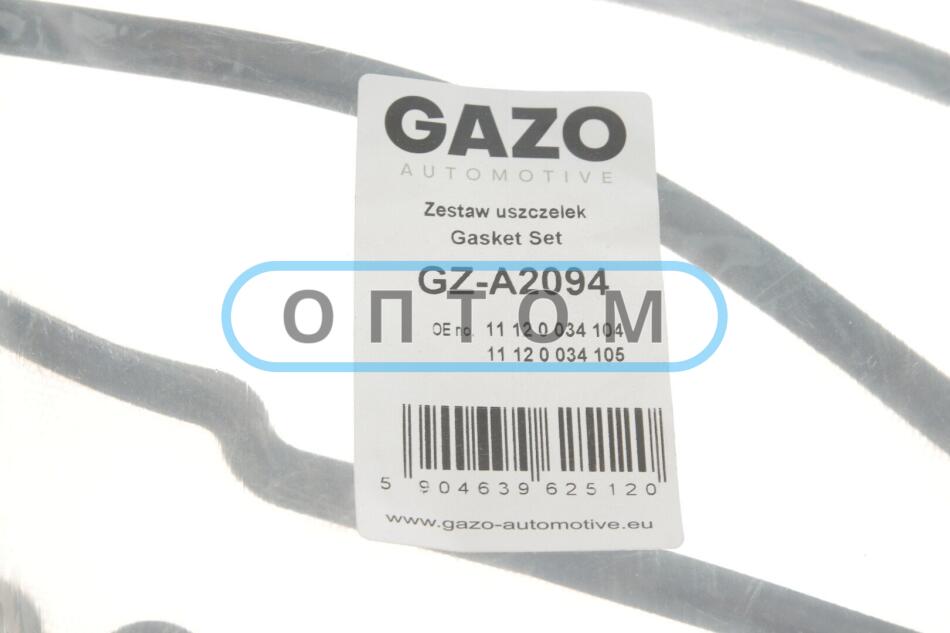 GAZO
AUTOMOTIVE
Zestaw uszczelek
Gasket Set
GZ-A2094
ОПТОМ
OE no. 11 12 0 034 104
11 12 0 034 105
5 904639 625120
www.gazo-automotive.eu